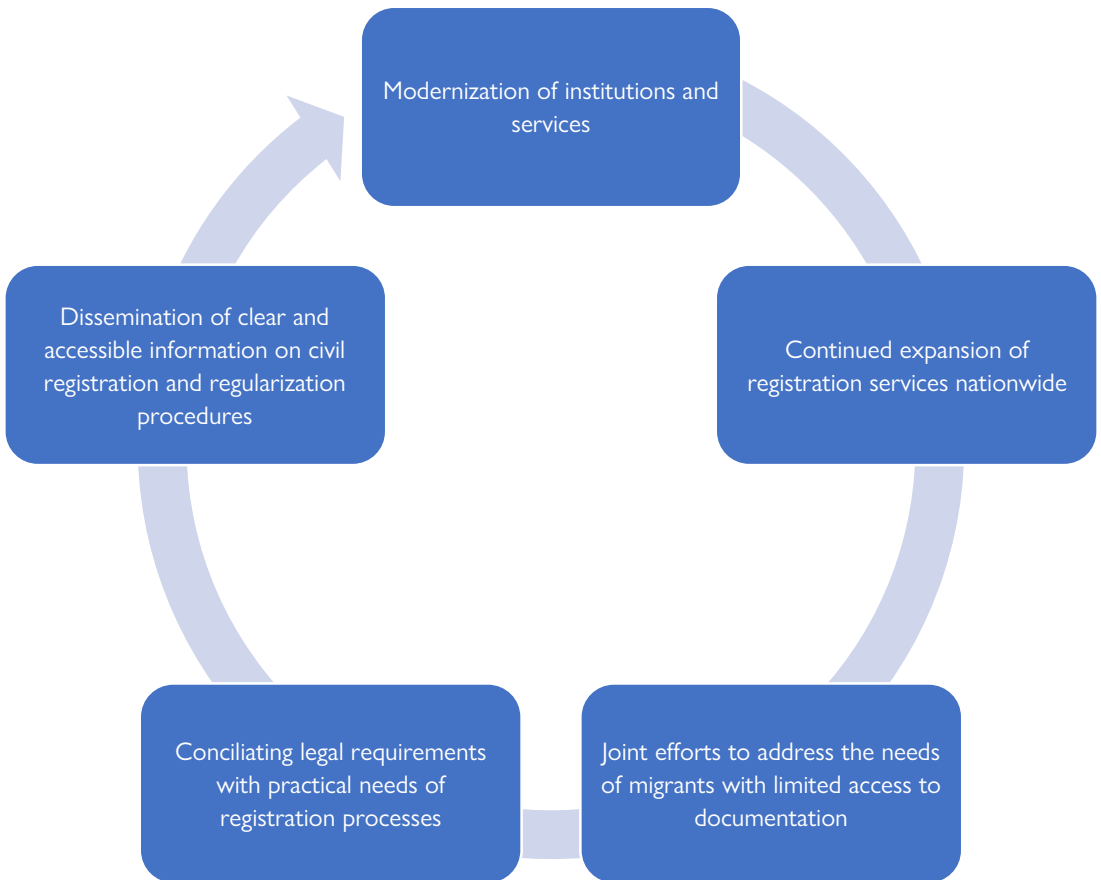 Modernization of institutions and
services
Continued expansion of
registration services nationwide
Joint efforts to address the needs
of migrants with limited access to
documentation
Conciliating legal requirements
with practical needs of
registration processes
Dissemination of clear and
accessible information on civil
registration and regularization
procedures